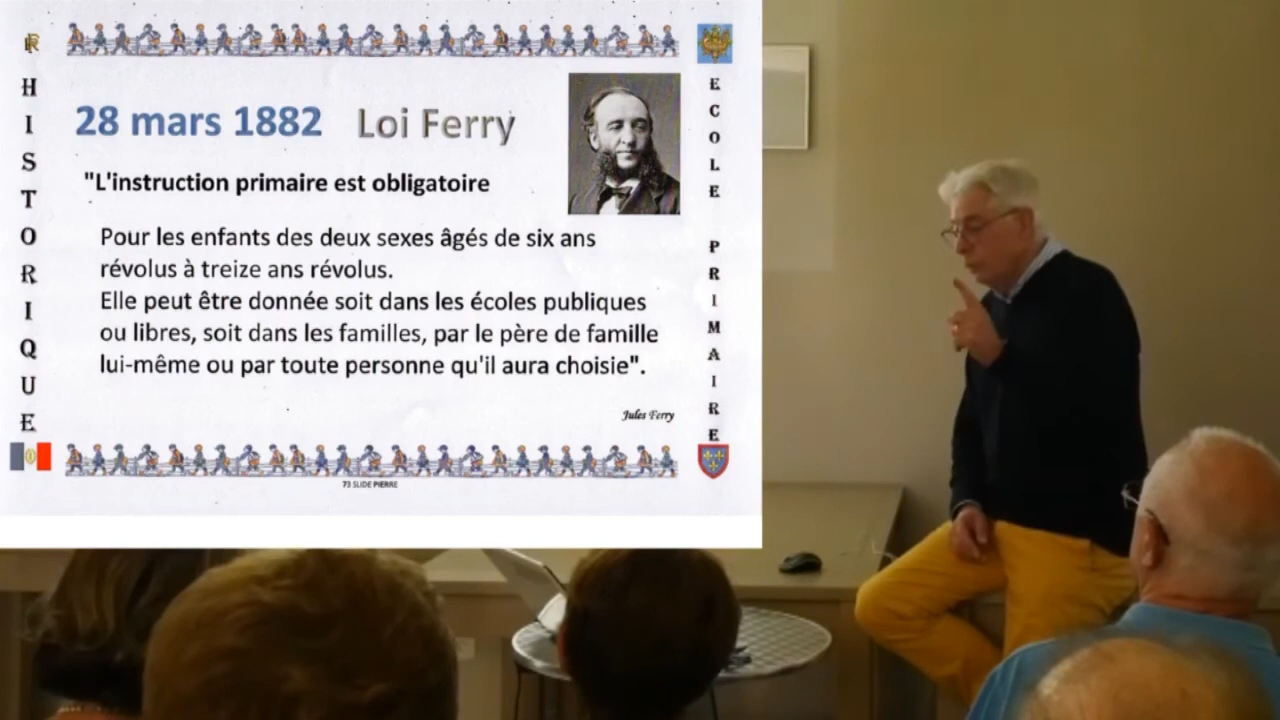 RF
HISTORIQUE
28 mars 1882 Loi Ferry
"L'instruction primaire est obligatoire
Pour les enfants des deux sexes âgés de six ans
révolus à treize ans révolus.
Elle peut être donnée soit dans les écoles publiques
ou libres, soit dans les familles, par le père de famille
lui-même ou par toute personne qu'il aura choisie".
Jules Ferry
73 SLIDE PIERRE
ECOLE PRIMAIRE